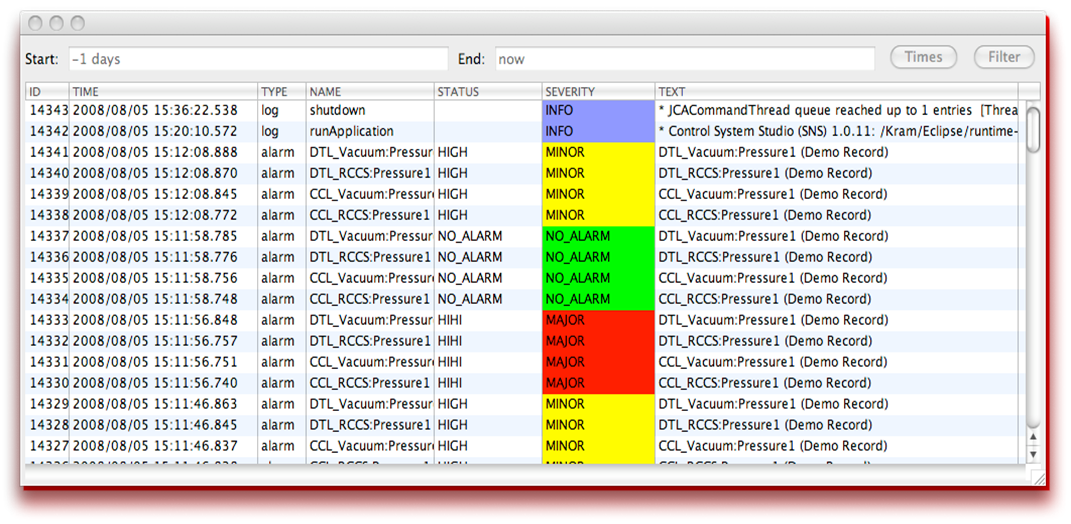 Start: -1 days End: now Times Filter
ID TIME TYPE NAME STATUS SEVERITY TEXT
14343 2008/08/05 15:36:22.538 log shutdown INFO * JCACommandThread queue reached up to 1 entries [Threa
14342 2008/08/05 15:20:10.572 log runApplication INFO * Control System Studio (SNS) 1.0.11: /Kram/Eclipse/runtime-
14341 2008/08/05 15:12:08.888 alarm DTL_Vacuum:Pressur HIGH MINOR DTL_Vacuum:Pressure1 (Demo Record)
14340 2008/08/05 15:12:08.870 alarm DTL_RCCS:Pressure1 HIGH MINOR DTL_RCCS:Pressure1 (Demo Record)
14339 2008/08/05 15:12:08.845 alarm CCL_Vacuum:Pressur HIGH MINOR CCL_Vacuum:Pressure1 (Demo Record)
14338 2008/08/05 15:12:08.772 alarm CCL_RCCS:Pressure1 HIGH MINOR CCL_RCCS:Pressure1 (Demo Record)
14337 2008/08/05 15:11:58.785 alarm DTL_Vacuum:Pressur NO_ALARM NO_ALARM DTL_Vacuum:Pressure1 (Demo Record)
14336 2008/08/05 15:11:58.776 alarm DTL_RCCS:Pressure1 NO_ALARM NO_ALARM DTL_RCCS:Pressure1 (Demo Record)
14335 2008/08/05 15:11:58.756 alarm CCL_Vacuum:Pressur NO_ALARM NO_ALARM CCL_Vacuum:Pressure1 (Demo Record)
14334 2008/08/05 15:11:58.748 alarm CCL_RCCS:Pressure1 NO_ALARM NO_ALARM CCL_RCCS:Pressure1 (Demo Record)
14333 2008/08/05 15:11:56.848 alarm DTL_Vacuum:Pressur HIHI MAJOR DTL_Vacuum:Pressure1 (Demo Record)
14332 2008/08/05 15:11:56.757 alarm DTL_RCCS:Pressure1 HIHI MAJOR DTL_RCCS:Pressure1 (Demo Record)
14331 2008/08/05 15:11:56.751 alarm CCL_Vacuum:Pressur HIHI MAJOR CCL_Vacuum:Pressure1 (Demo Record)
14330 2008/08/05 15:11:56.740 alarm CCL_RCCS:Pressure1 HIHI MAJOR CCL_RCCS:Pressure1 (Demo Record)
14329 2008/08/05 15:11:46.863 alarm DTL_Vacuum:Pressur HIGH MINOR DTL_Vacuum:Pressure1 (Demo Record)
14328 2008/08/05 15:11:46.845 alarm DTL_RCCS:Pressure1 HIGH MINOR DTL_RCCS:Pressure1 (Demo Record)
14327 2008/08/05 15:11:46.837 alarm CCL_Vacuum:Pressur HIGH MINOR CCL_Vacuum:Pressure1 (Demo Record)